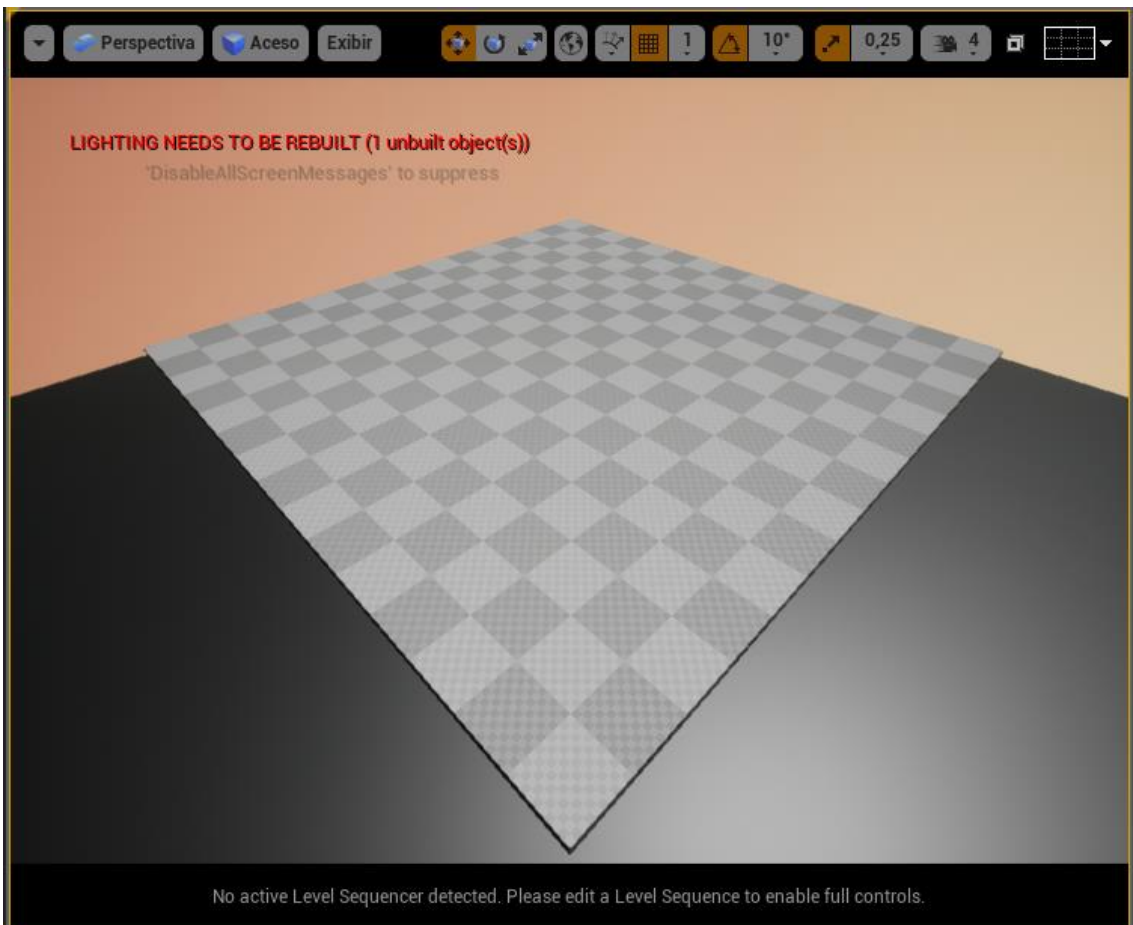 Perspectiva Aceso Exibir 1 10° 0,25 4
LIGHTING NEEDS TO BE REBUILT (1 unbuilt object(s))
'DisableAllScreenMessages' to suppress
No active Level Sequencer detected. Please edit a Level Sequence to enable full controls.